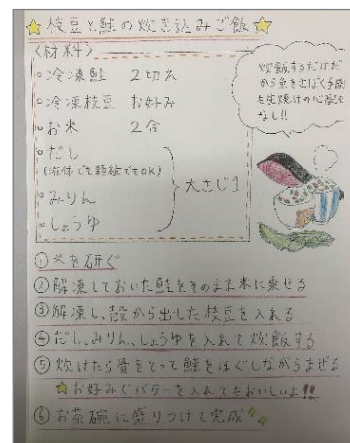 ☆枝豆と鮭の炊き込みご飯☆
〈材料〉
○冷凍鮭 2切れ
○冷凍枝豆 お好み
○お米 2合
○だし
(液体でも顆粒でもOK)
○みりん
○しょうゆ
大さじ1
炊飯するだけだ
から魚を出ばく手間
も生焼けの心配も
なし!!
①米を研ぐ
②解凍しておいた鮭をそのまま米に乗せる
③解凍し、殻から出した枝豆を入れる
④だし、みりん、しょうゆを入れて炊飯する
⑤炊けたら骨をとって鮭をほぐしながらまぜる
☆お好みでバターを入れてもおいしいよ!!
⑥お茶碗に盛りつけて完成